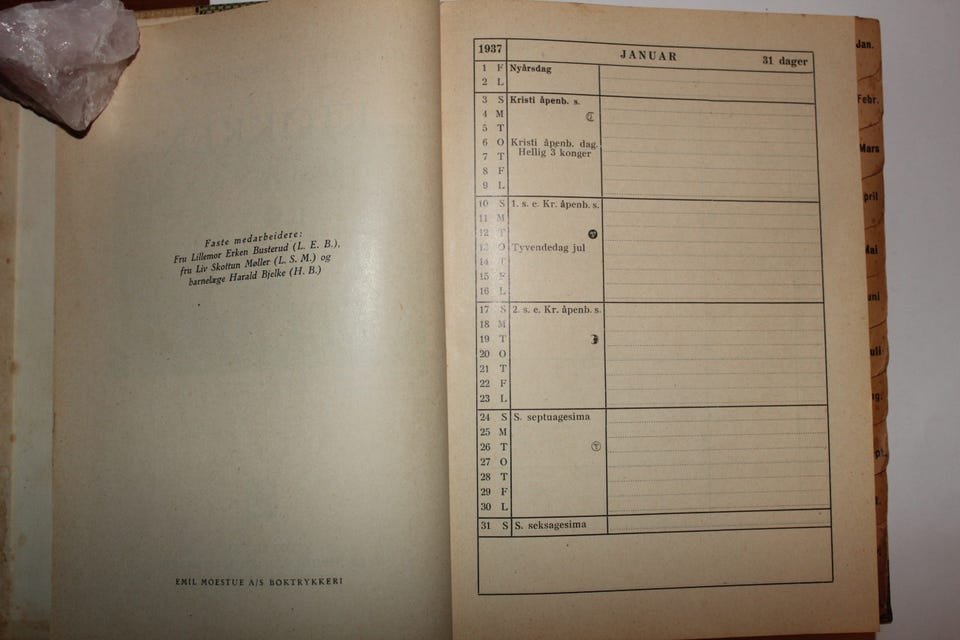 Faste medarbeidere:
Fru Lillemor Erken Busterud (L. E. B.),
fru Liv Skottun Møller (L. S. M.) og
barnelæge Harald Bjelke (H. B.)
EMIL MOESTUE A/S BOKTRYKKERI
1937 JANUAR 31 dager
1 F Nyårsdag
2 L
3 S Kristi åpenb. s.
4 M
5 T
6 O Kristi åpenb. dag.
Hellig 3 konger
7 T
8 F
9 L
10 S 1. s. e. Kr. åpenb. s.
11 M
12 T
13 O Tyvendedag jul
14 T
15 F
16 L
17 S 2. s. e. Kr. åpenb. s.
18 M
19 T
20 O
21 T
22 F
23 L
24 S S. septuagesima
25 M
26 T
27 O
28 T
29 F
30 L
31 S S. seksagesima
Jan.
Febr.
Mars